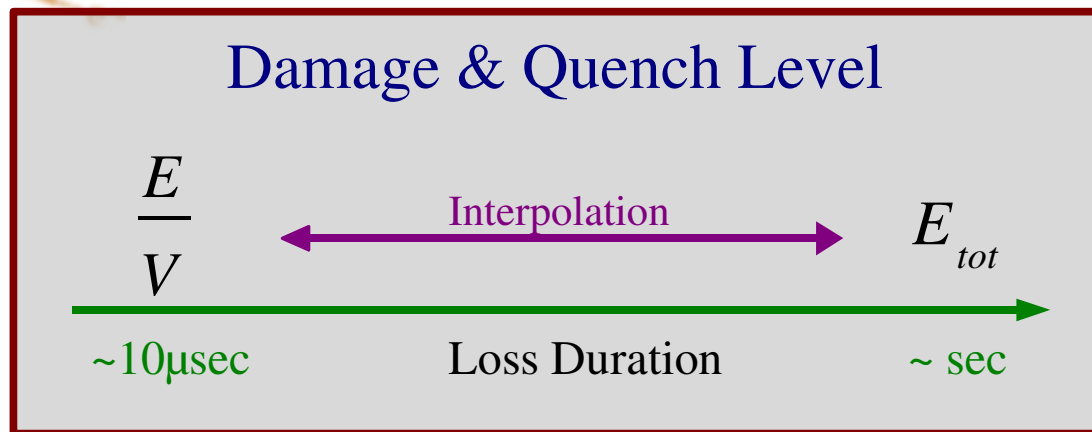 Damage & Quench Level
E
V
Interpolation
E tot
~10µsec
Loss Duration
~ sec